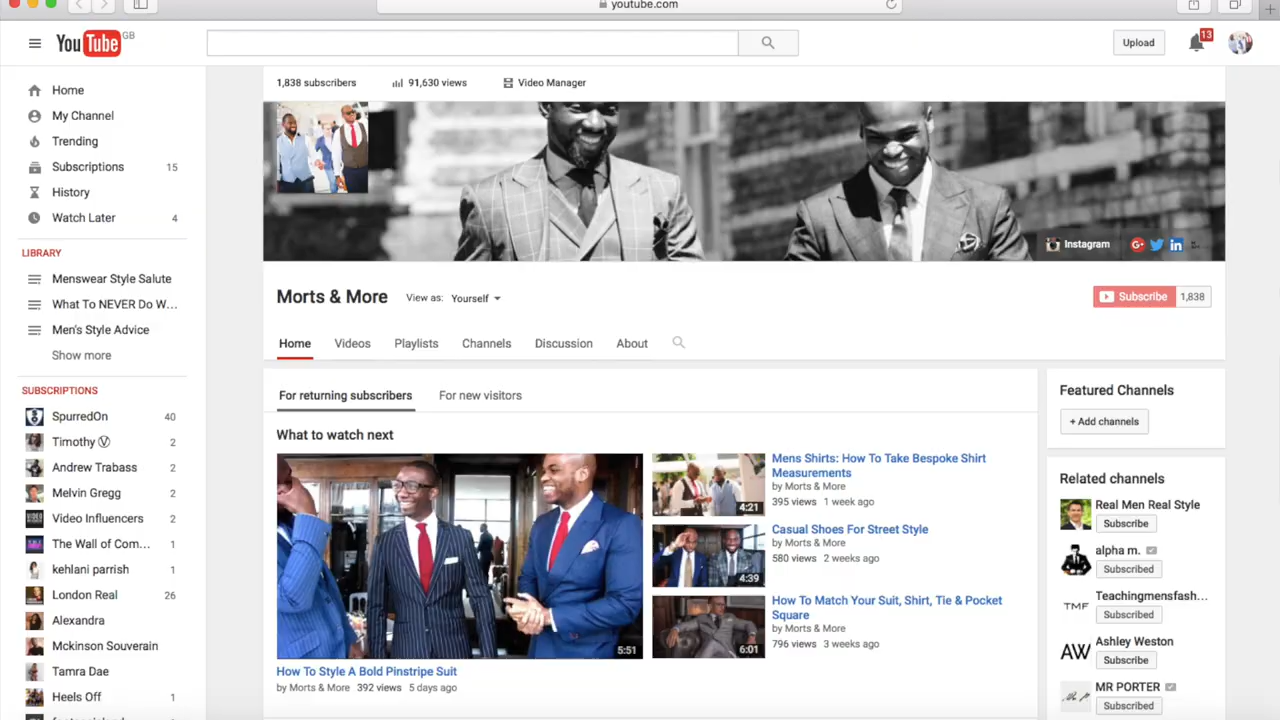 youtube.com
YouTube GB
Upload
13
Home
My Channel
Trending
Subscriptions 15
History
Watch Later 4
LIBRARY
Menswear Style Salute
What To NEVER Do W...
Men's Style Advice
Show more
SUBSCRIPTIONS
SpurredOn 40
Timothy Ⓥ 2
Andrew Trabass 2
Melvin Gregg 2
Video Influencers 2
The Wall of Com... 1
kehlani parrish 1
London Real 26
Alexandra
Mckinson Souverain
Tamra Dae
Heels Off 1
1,838 subscribers 91,630 views Video Manager
Instagram
Morts & More View as: Yourself
Subscribe 1,838
Home Videos Playlists Channels Discussion About
For returning subscribers For new visitors
What to watch next
5:51
How To Style A Bold Pinstripe Suit
by Morts & More 392 views 5 days ago
4:21
Mens Shirts: How To Take Bespoke Shirt
Measurements
by Morts & More
395 views 1 week ago
4:39
Casual Shoes For Street Style
by Morts & More
580 views 2 weeks ago
6:01
How To Match Your Suit, Shirt, Tie & Pocket
Square
by Morts & More
796 views 3 weeks ago
Featured Channels
+ Add channels
Related channels
Real Men Real Style
Subscribe
alpha m.
Subscribed
TMF
Teachingmensfash...
Subscribed
AW
Ashley Weston
Subscribe
MR PORTER
Subscribed